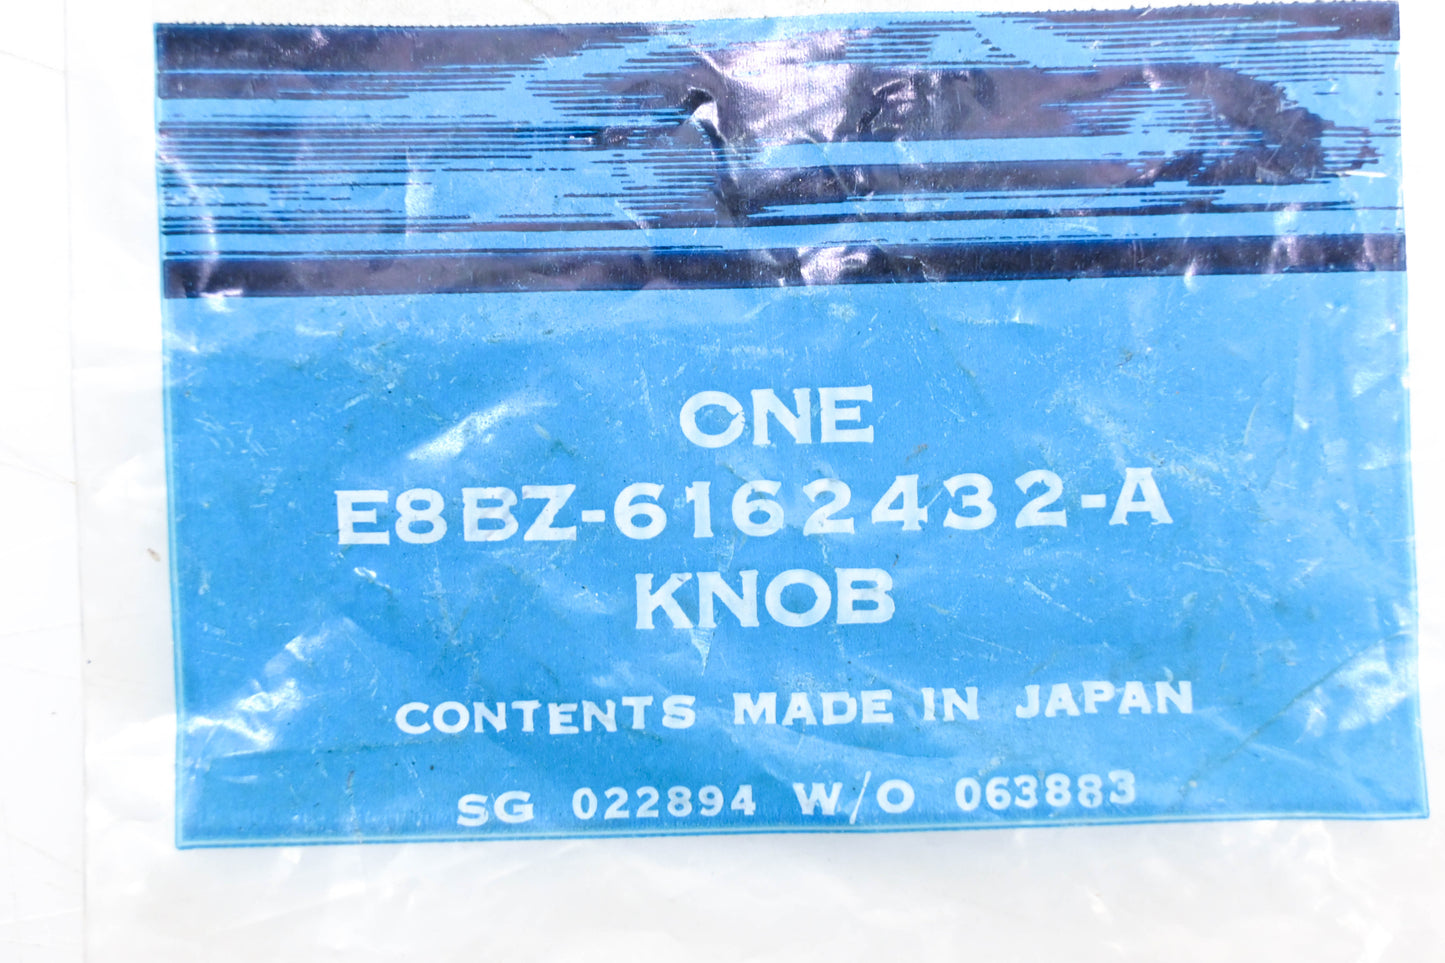 ONE
E8BZ-6162432-A
KNOB
CONTENTS MADE IN JAPAN
SG 022894 W/O 063883